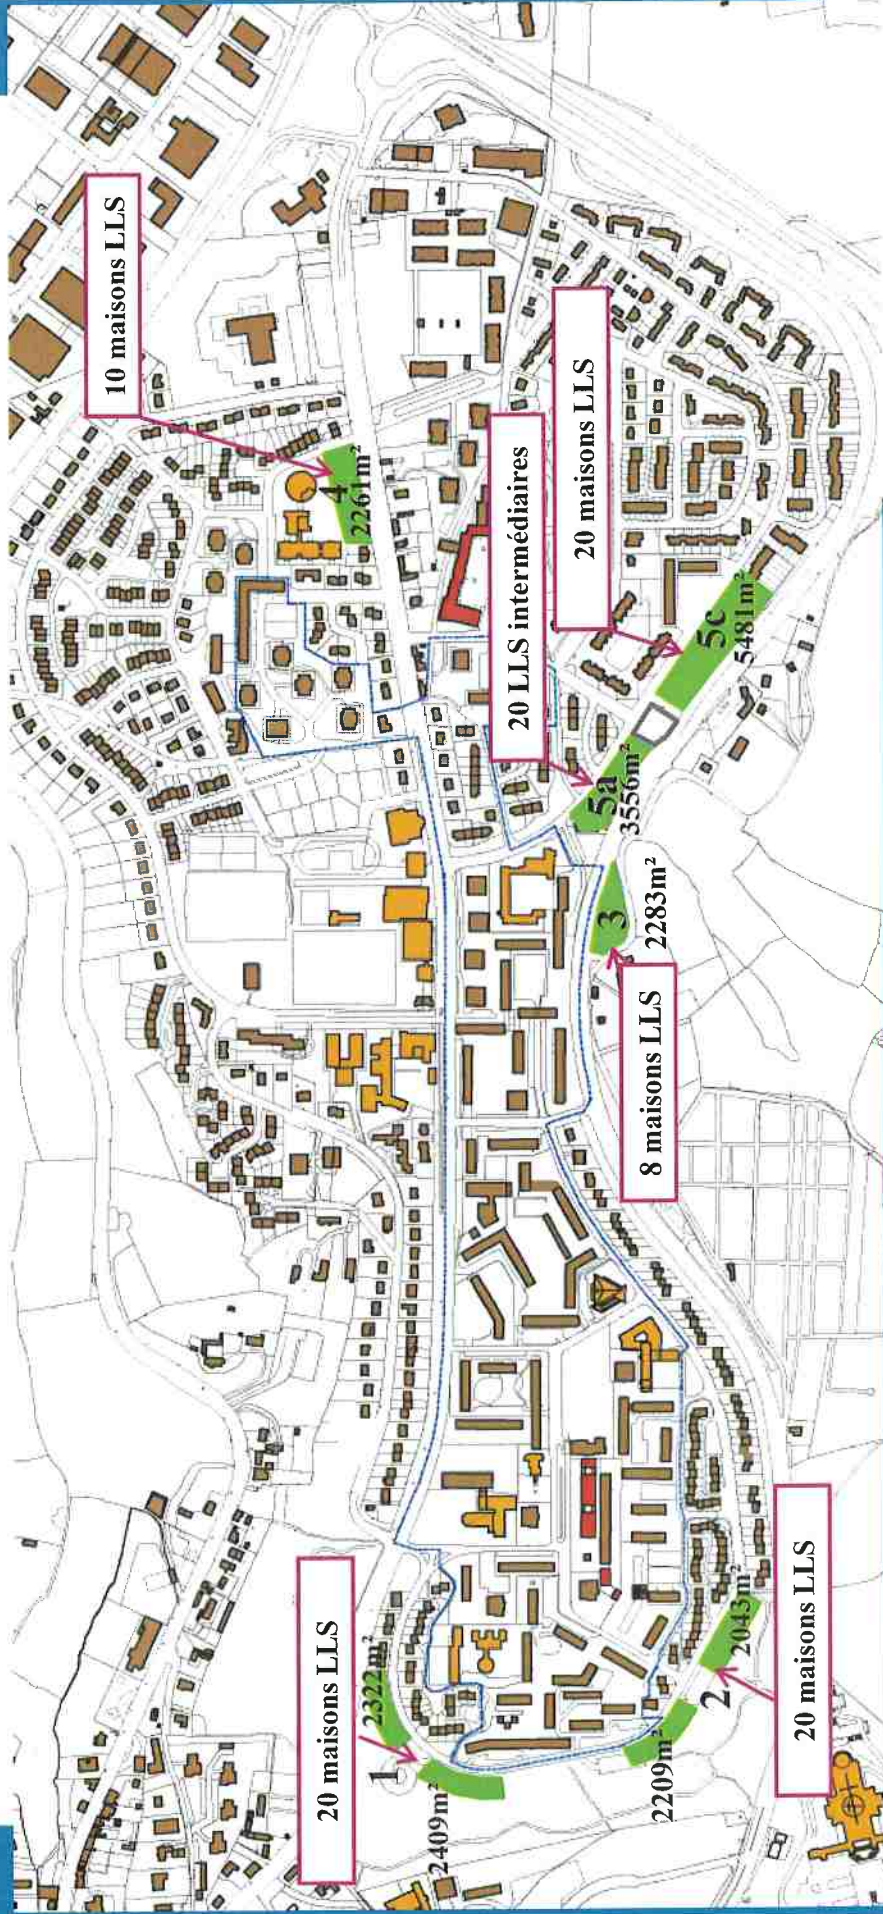 10 maisons LLS
4
2261m²
20 maisons LLS
20 LLS intermédiaires
5c
5481m²
5a
3556m²
3
2283m²
8 maisons LLS
20 maisons LLS
1
2322m²
2409m²
2
2043m²
2209m²
20 maisons LLS